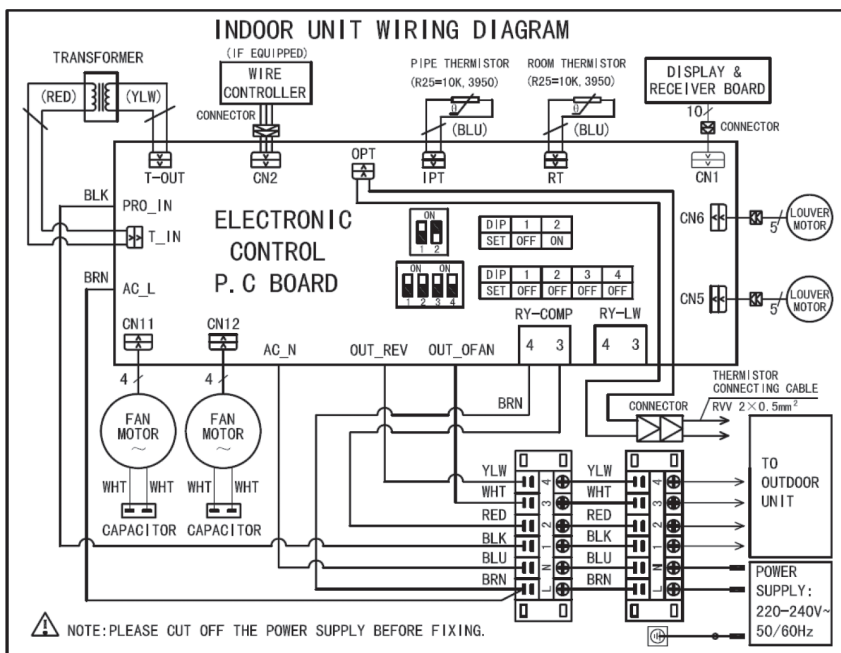 INDOOR UNIT WIRING DIAGRAM
TRANSFORMER
(RED)
(YLW)
(IF EQUIPPED)
WIRE
CONTROLLER
CONNECTOR
PIPE THERMISTOR
(R25=10K, 3950)
θ
(BLU)
ROOM THERMISTOR
(R25=10K, 3950)
θ
(BLU)
DISPLAY &
RECEIVER BOARD
10
CONNECTOR
T-OUT
CN2
OPT
IPT
RT
CN1
BLK
PRO_IN
T_IN
BRN
AC_L
ELECTRONIC
CONTROL
P.C BOARD
ON
1 2
DIP 1 2
SET OFF ON
ON ON
1 2 3 4
DIP 1 2 3 4
SET OFF OFF OFF OFF
CN6
5
LOUVER
MOTOR
CN5
5
LOUVER
MOTOR
CN11
CN12
AC_N
OUT_REV
OUT_OFAN
RY-COMP
4 3
RY-LW
4 3
4
FAN
MOTOR
~
WHT WHT
CAPACITOR
4
FAN
MOTOR
~
WHT WHT
CAPACITOR
BRN
CONNECTOR
THERMISTOR
CONNECTING CABLE
RVV 2×0.5mm²
YLW 4 YLW 4
WHT 3 WHT 3
RED 2 RED 2
BLK 1 BLK 1
BLU N BLU N
BRN L BRN L
TO
OUTDOOR
UNIT
POWER
SUPPLY:
220-240V~
50/60Hz
NOTE:PLEASE CUT OFF THE POWER SUPPLY BEFORE FIXING.